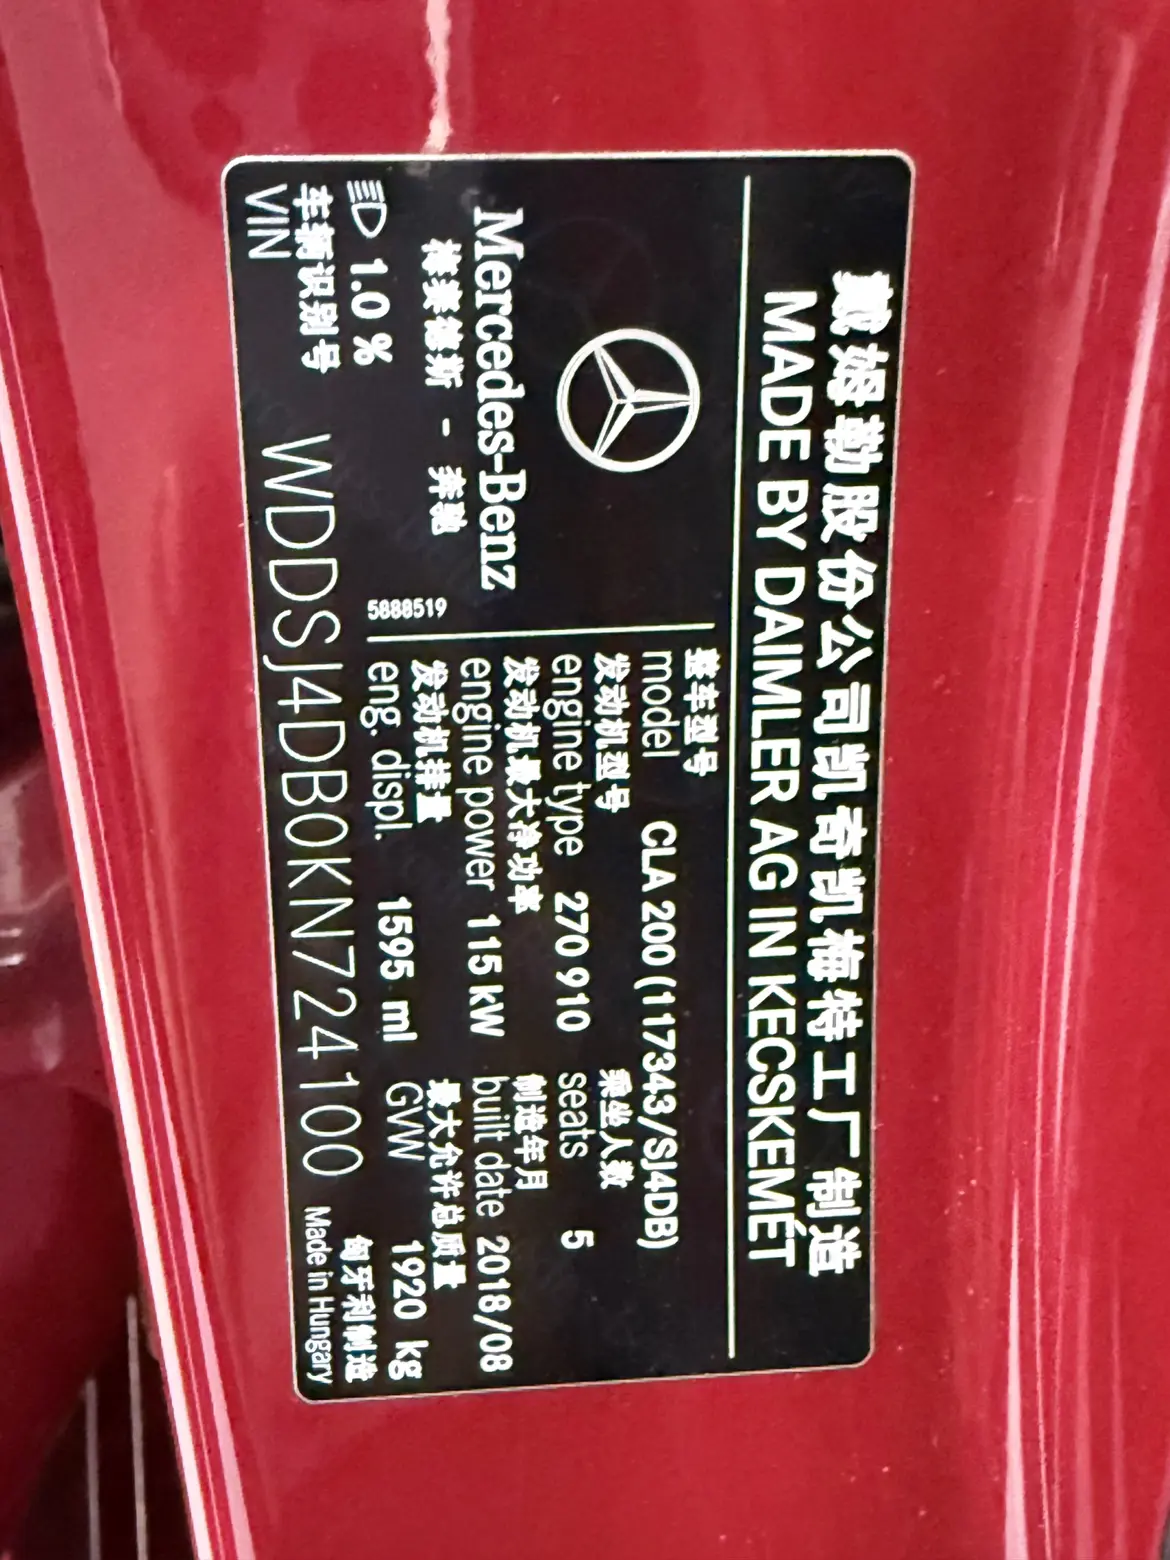 戴姆勒股份公司凯奇凯梅特工厂制造
MADE BY DAIMLER AG IN KECSKEMÉT
Mercedes-Benz
梅赛德斯 - 奔驰
1.0 %
5888519
整车型号
model CLA 200 (117343/SJ4DB)
发动机型号 乘坐人数
engine type 270 910 seats 5
发动机最大净功率 制造年月
engine power 115 kW built date 2018/08
发动机排量 最大允许总质量
eng. displ. 1595 ml GVW 1920 kg
车辆识别号 匈牙利制造
VIN WDDSJ4DB0KN724100 Made in Hungary